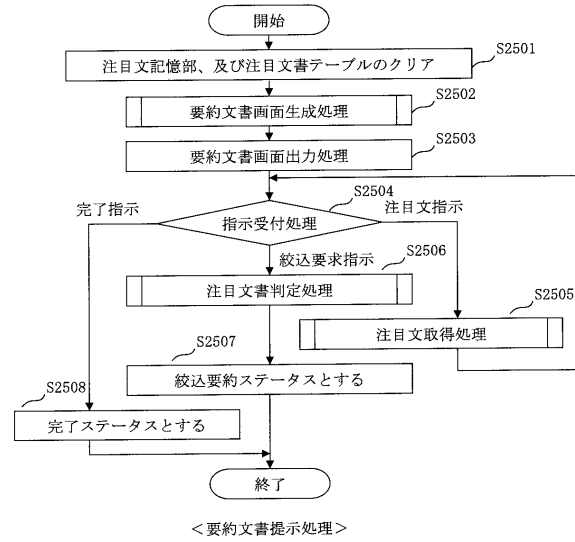 開始
S2501
注目文記憶部、及び注目文書テーブルのクリア
S2502
要約文書画面生成処理
S2503
要約文書画面出力処理
S2504
完了指示
注目文指示
指示受付処理
絞込要求指示
S2506
注目文書判定処理
S2505
注目文取得処理
S2507
絞込要約ステータスとする
S2508
完了ステータスとする
終了
<要約文書提示処理>